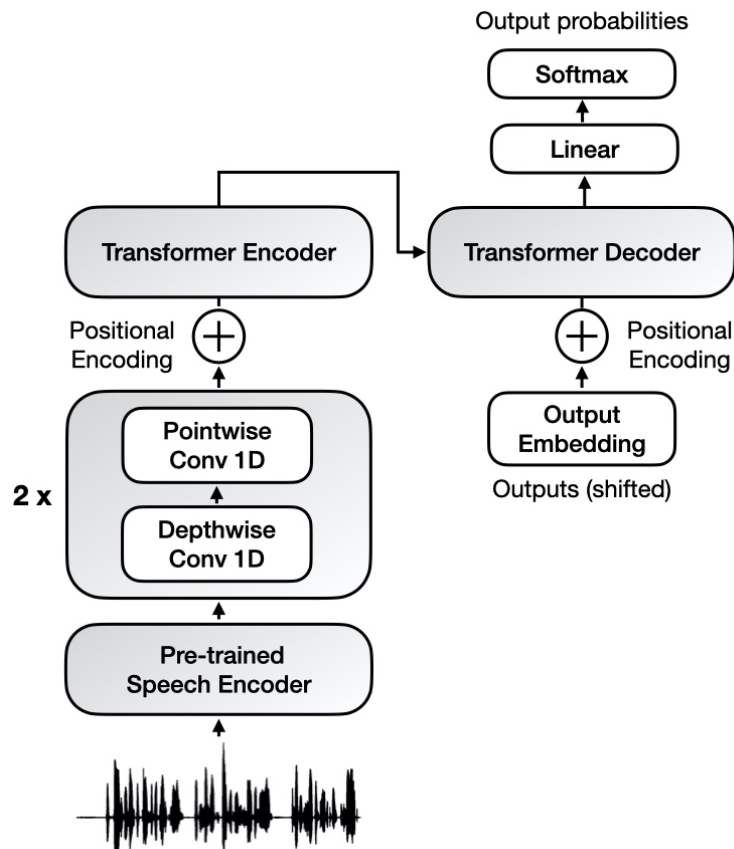 Output probabilities
Softmax
Linear
Transformer Encoder
Transformer Decoder
Positional
Encoding
Positional
Encoding
Pointwise
Conv 1D
Output
Embedding
2 x
Outputs (shifted)
Depthwise
Conv 1D
Pre-trained
Speech Encoder